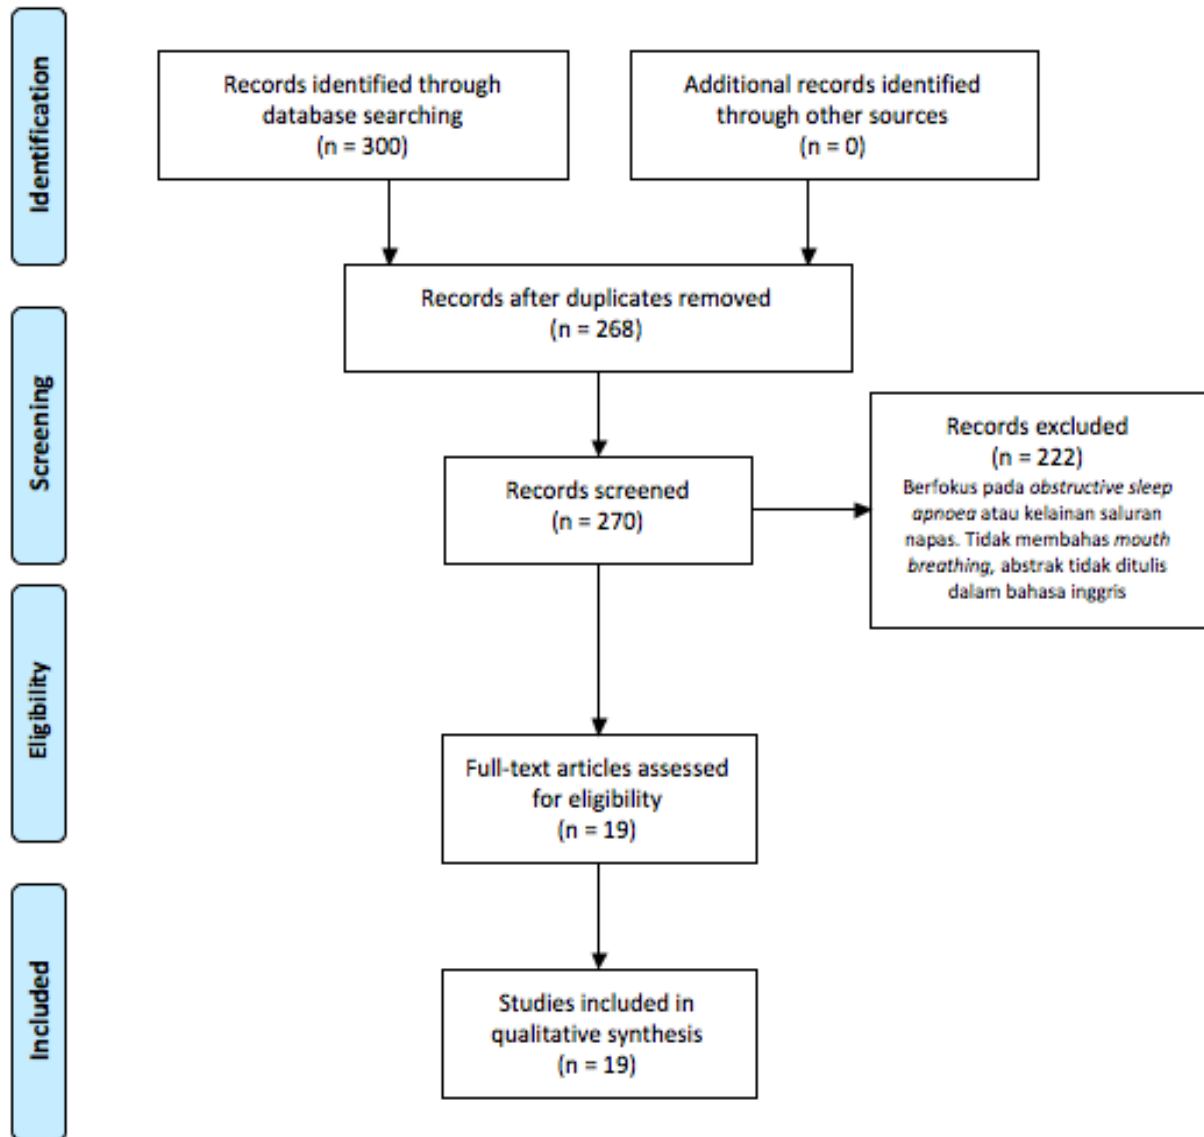 Identification
Records identified through
database searching
(n = 300)
Additional records identified
through other sources
(n = 0)
Records after duplicates removed
(n = 268)
Screening
Records screened
(n = 270)
Records excluded
(n = 222)
Berfokus pada obstructive sleep
apnoea atau kelainan saluran
napas. Tidak membahas mouth
breathing, abstrak tidak ditulis
dalam bahasa inggris
Eligibility
Full-text articles assessed
for eligibility
(n = 19)
Included
Studies included in
qualitative synthesis
(n = 19)